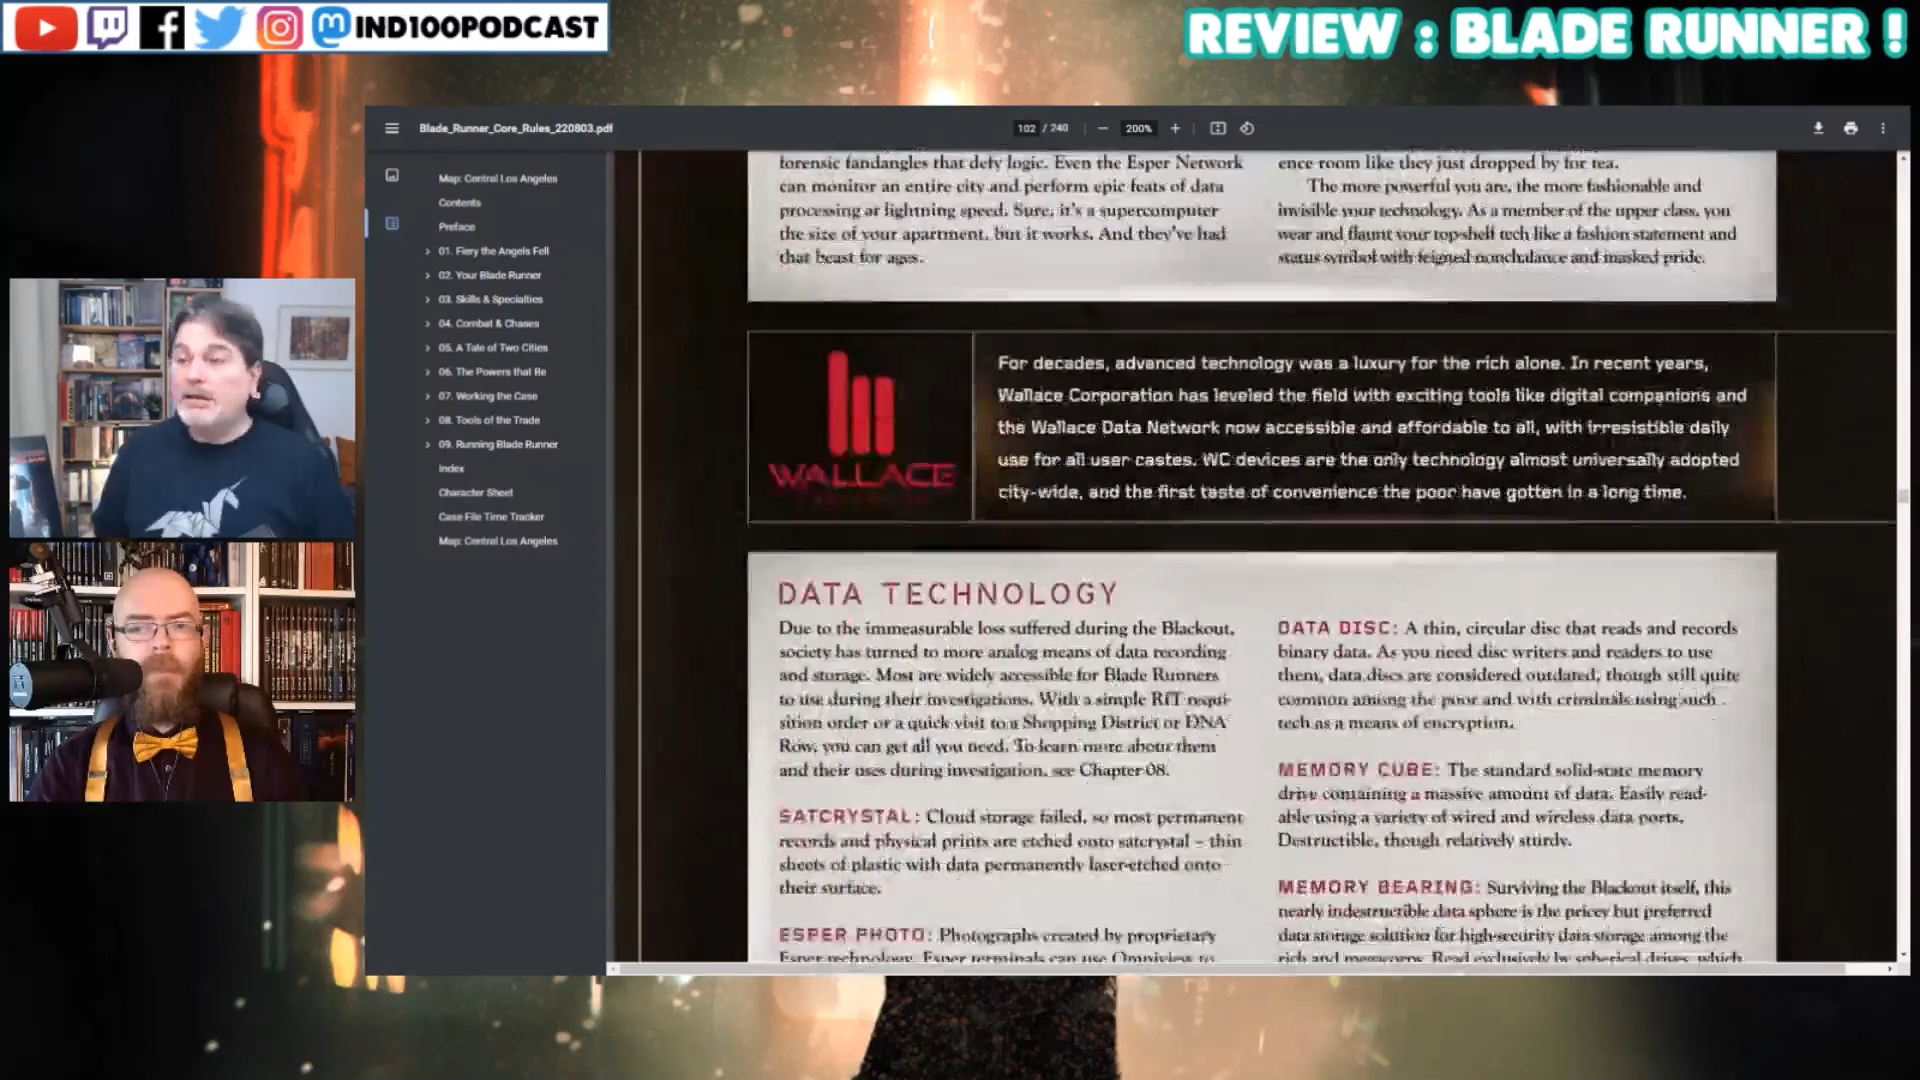 IND100PODCAST
REVIEW : BLADE RUNNER !
Blade_Runner_Core_Rules_220803.pdf
102 / 240
200%
Map: Central Los Angeles
Contents
Preface
01. Fiery the Angels Fell
02. Your Blade Runner
03. Skills & Specialties
04. Combat & Chases
05. A Tale of Two Cities
06. The Powers that Be
07. Working the Case
08. Tools of the Trade
09. Running Blade Runner
Index
Character Sheet
Case File Time Tracker
Map: Central Los Angeles
forensic fandangles that defy logic. Even the Esper Network
can monitor an entire city and perform epic feats of data
processing at lightning speed. Sure, it's a supercomputer
the size of your apartment, but it works. And they've had
that beast for ages.
ence room like they just dropped by for tea.
The more powerful you are, the more fashionable and
invisible your technology. As a member of the upper class, you
wear and flaunt your top-shelf tech like a fashion statement and
status symbol with feigned nonchalance and masked pride.
WALLACE
For decades, advanced technology was a luxury for the rich alone. In recent years,
Wallace Corporation has leveled the field with exciting tools like digital companions and
the Wallace Data Network now accessible and affordable to all, with irresistible daily
use for all user castes. WC devices are the only technology almost universally adopted
city-wide, and the first taste of convenience the poor have gotten in a long time.
DATA TECHNOLOGY
Due to the immeasurable loss suffered during the Blackout,
society has turned to more analog means of data recording
and storage. Most are widely accessible for Blade Runners
to use during their investigations. With a simple RIT requi-
sition order or a quick visit to a Shopping District or DNA
Row, you can get all you need. To learn more about them
and their uses during investigation, see Chapter 08.
SATCRYSTAL: Cloud storage failed, so most permanent
records and physical prints are etched onto satcrystal – thin
sheets of plastic with data permanently laser-etched onto
their surface.
ESPER PHOTO: Photographs created by proprietary
Esper technology. Esper terminals can use Omniview to
DATA DISC: A thin, circular disc that reads and records
binary data. As you need disc writers and readers to use
them, data discs are considered outdated, though still quite
common among the poor and with criminals using such
tech as a means of encryption.
MEMORY CUBE: The standard solid-state memory
drive containing a massive amount of data. Easily read-
able using a variety of wired and wireless data ports.
Destructible, though relatively sturdy.
MEMORY BEARING: Surviving the Blackout itself, this
nearly indestructible data sphere is the pricey but preferred
data storage solution for high-security data storage among the
rich and megacorps. Read exclusively by spherical drives, which